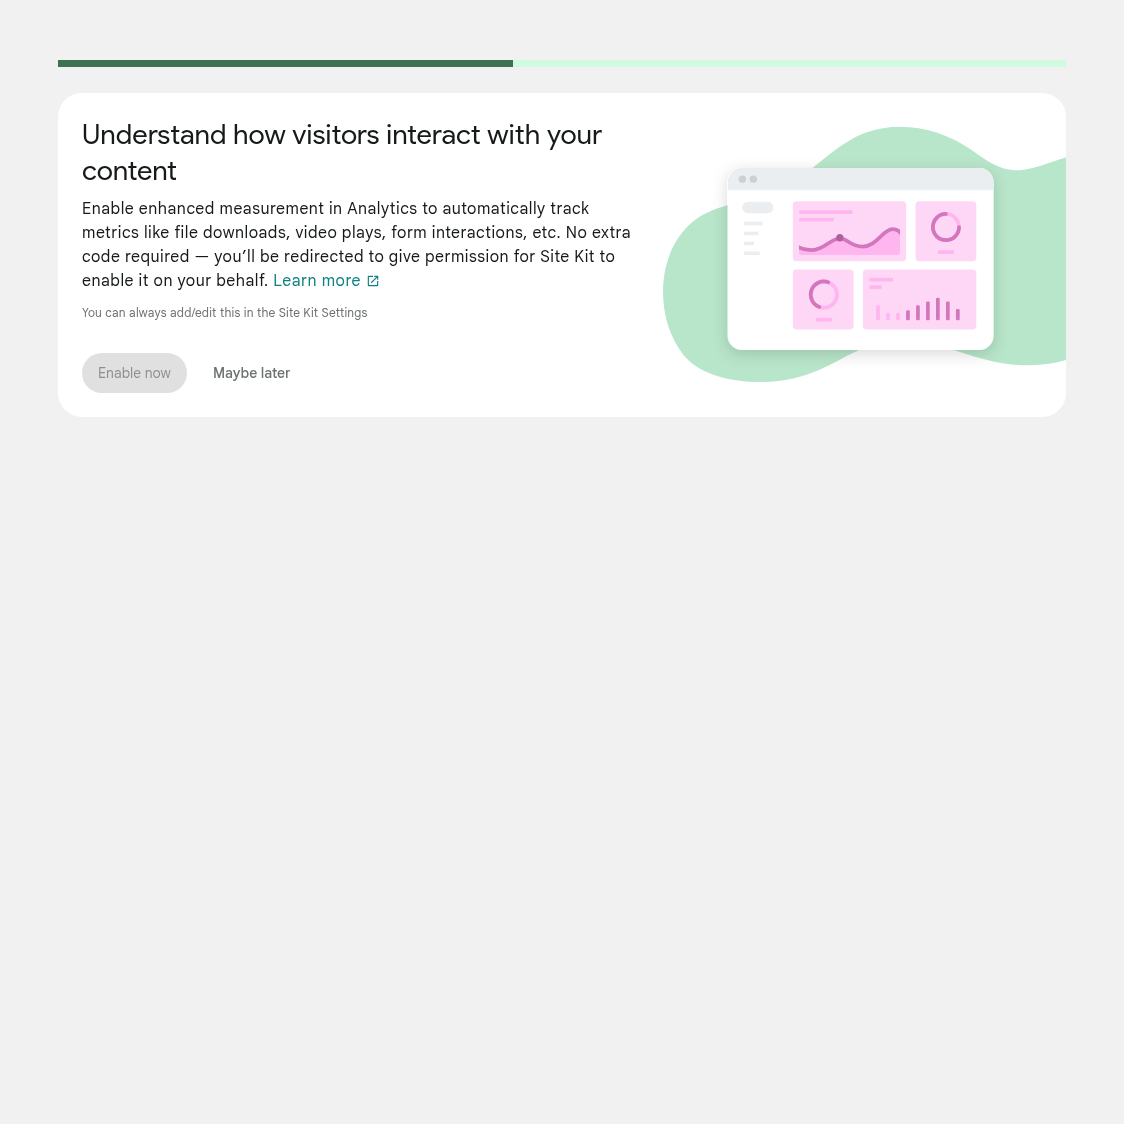 Understand how visitors interact with your
content
Enable enhanced measurement in Analytics to automatically track
metrics like file downloads, video plays, form interactions, etc. No extra
code required — you’ll be redirected to give permission for Site Kit to
enable it on your behalf. Learn more
You can always add/edit this in the Site Kit Settings
Enable now Maybe later